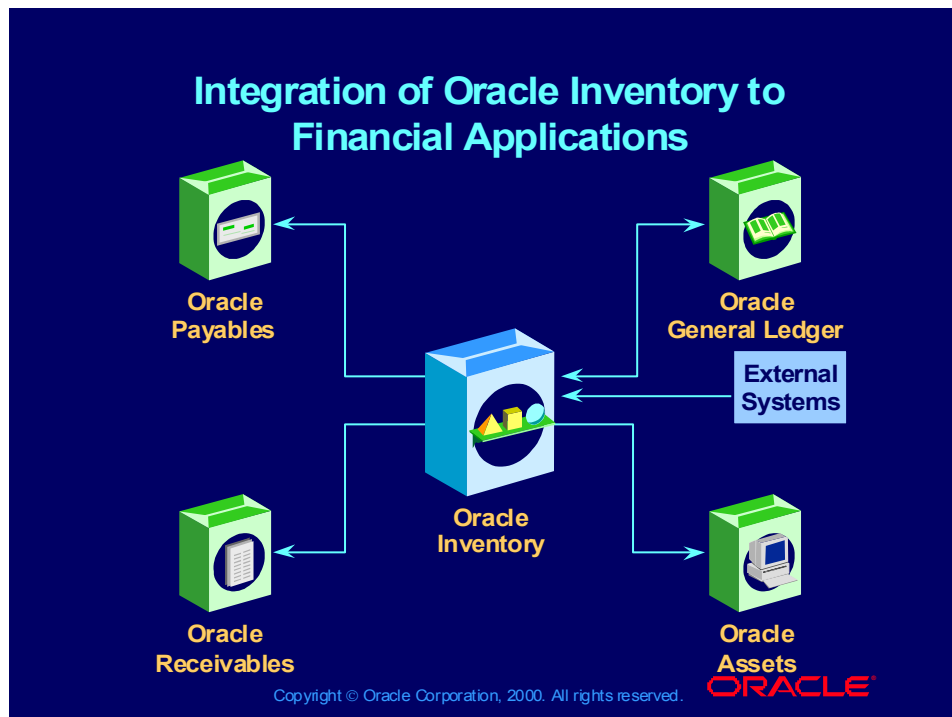 Integration of Oracle Inventory to
Financial Applications
Oracle
Payables
Oracle
General Ledger
External
Systems
Oracle
Inventory
Oracle
Receivables
Oracle
Assets
Copyright © Oracle Corporation, 2000. All rights reserved.
ORACLE®